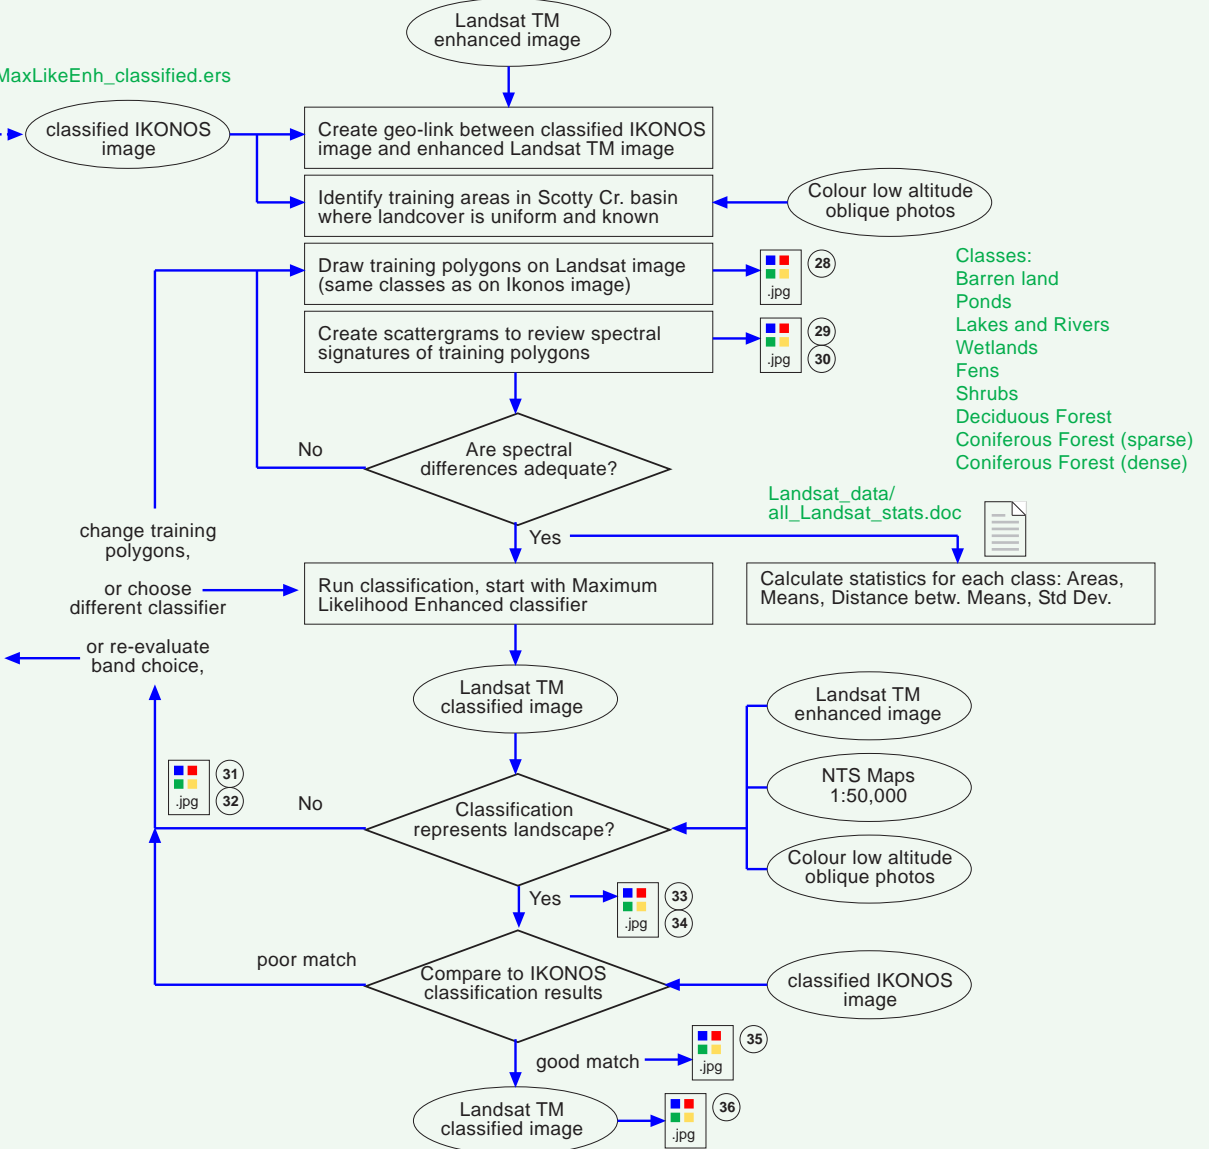 Landsat TM
enhanced image
MaxLikeEnh_classified.ers
classified IKONOS
image
Create geo-link between classified IKONOS
image and enhanced Landsat TM image
Identify training areas in Scotty Cr. basin
where landcover is uniform and known
Colour low altitude
oblique photos
Draw training polygons on Landsat image
(same classes as on Ikonos image)
.jpg
28
Create scattergrams to review spectral
signatures of training polygons
.jpg
29
30
Classes:
Barren land
Ponds
Lakes and Rivers
Wetlands
Fens
Shrubs
Deciduous Forest
Coniferous Forest (sparse)
Coniferous Forest (dense)
No
Are spectral
differences adequate?
Landsat_data/
all_Landsat_stats.doc
Yes
change training
polygons,
or choose
different classifier
or re-evaluate
band choice,
Run classification, start with Maximum
Likelihood Enhanced classifier
Calculate statistics for each class: Areas,
Means, Distance betw. Means, Std Dev.
Landsat TM
classified image
Landsat TM
enhanced image
NTS Maps
1:50,000
Colour low altitude
oblique photos
.jpg
31
32
No
Classification
represents landscape?
Yes
.jpg
33
34
poor match
Compare to IKONOS
classification results
classified IKONOS
image
good match
.jpg
35
Landsat TM
classified image
.jpg
36